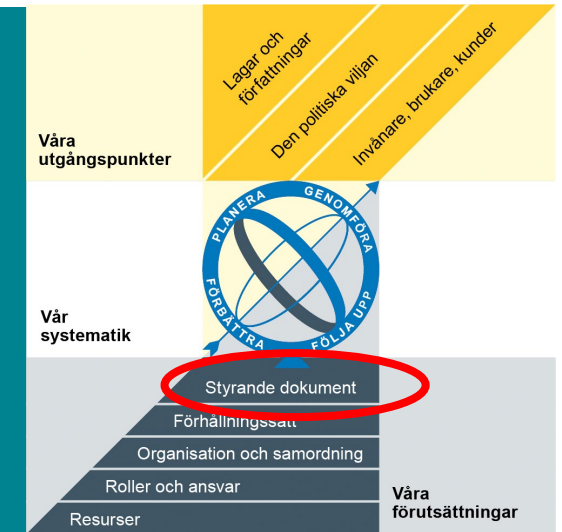 Lagar och
författningar
Den politiska viljan
Invånare, brukare, kunder
Våra
utgångspunkter
PLANERA
GENOMFÖRA
FÖLJA UPP
FÖRBÄTTRA
Vår
systematik
Styrande dokument
Förhållningssätt
Organisation och samordning
Roller och ansvar
Resurser
Våra
förutsättningar